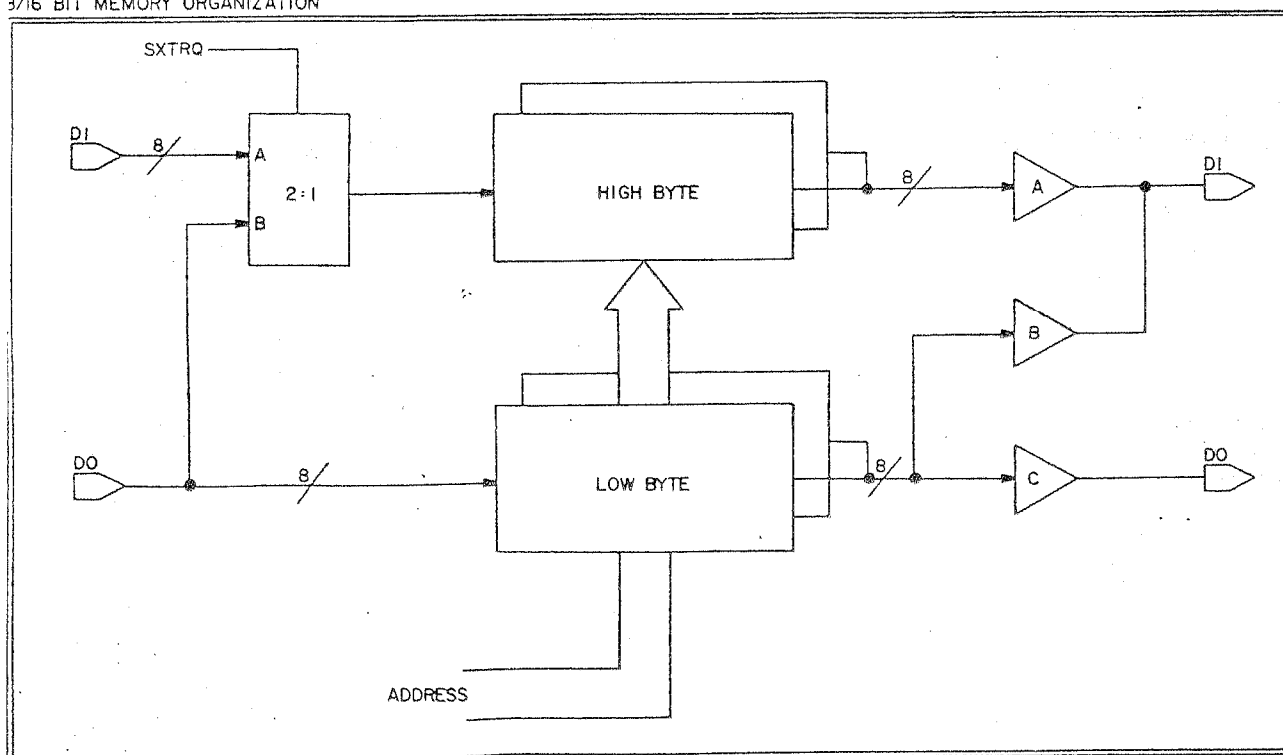 8/16 BIT MEMORY ORGANIZATION
SXTRQ
DI
8
A
2:1
B
HIGH BYTE
8
A
DI
B
DO
8
LOW BYTE
8
C
DO
ADDRESS